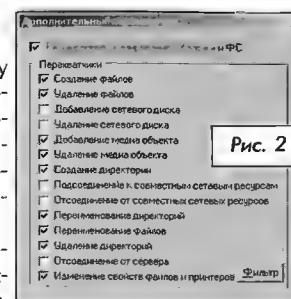 Дополнительные
ФС
Перехватчики
Создание файлов
Удаление файлов
Добавление сетевого диска
Удаление сетевого диска
Добавление медиа объекта
Удаление медиа объекта
Создание директории
Подсоединение к совместным сетевым ресурсам
Отсоединение от совместных сетевых ресурсов
Переименование директорий
Переименование файлов
Удаление директорий
Отсоединение от сервера
Изменение свойств файлов и принтеров
Фильтр
Рис. 2